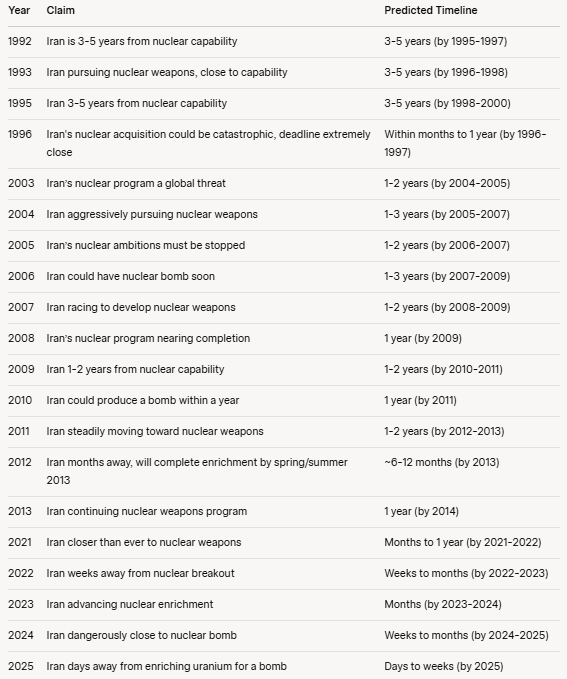 Year Claim Predicted Timeline
1992 Iran is 3-5 years from nuclear capability 3-5 years (by 1995-1997)
1993 Iran pursuing nuclear weapons, close to capability 3-5 years (by 1996-1998)
1995 Iran 3-5 years from nuclear capability 3-5 years (by 1998-2000)
1996 Iran's nuclear acquisition could be catastrophic, deadline extremely Within months to 1 year (by 1996-
close 1997)
2003 Iran's nuclear program a global threat 1-2 years (by 2004-2005)
2004 Iran aggressively pursuing nuclear weapons 1-3 years (by 2005-2007)
2005 Iran's nuclear ambitions must be stopped 1-2 years (by 2006-2007)
2006 Iran could have nuclear bomb soon 1-3 years (by 2007-2009)
2007 Iran racing to develop nuclear weapons 1-2 years (by 2008-2009)
2008 Iran's nuclear program nearing completion 1 year (by 2009)
2009 Iran 1-2 years from nuclear capability 1-2 years (by 2010-2011)
2010 Iran could produce a bomb within a year 1 year (by 2011)
2011 Iran steadily moving toward nuclear weapons 1-2 years (by 2012-2013)
2012 Iran months away, will complete enrichment by spring/summer ~6-12 months (by 2013)
2013
2013 Iran continuing nuclear weapons program 1 year (by 2014)
2021 Iran closer than ever to nuclear weapons Months to 1 year (by 2021-2022)
2022 Iran weeks away from nuclear breakout Weeks to months (by 2022-2023)
2023 Iran advancing nuclear enrichment Months (by 2023-2024)
2024 Iran dangerously close to nuclear bomb Weeks to months (by 2024-2025)
2025 Iran days away from enriching uranium for a bomb Days to weeks (by 2025)